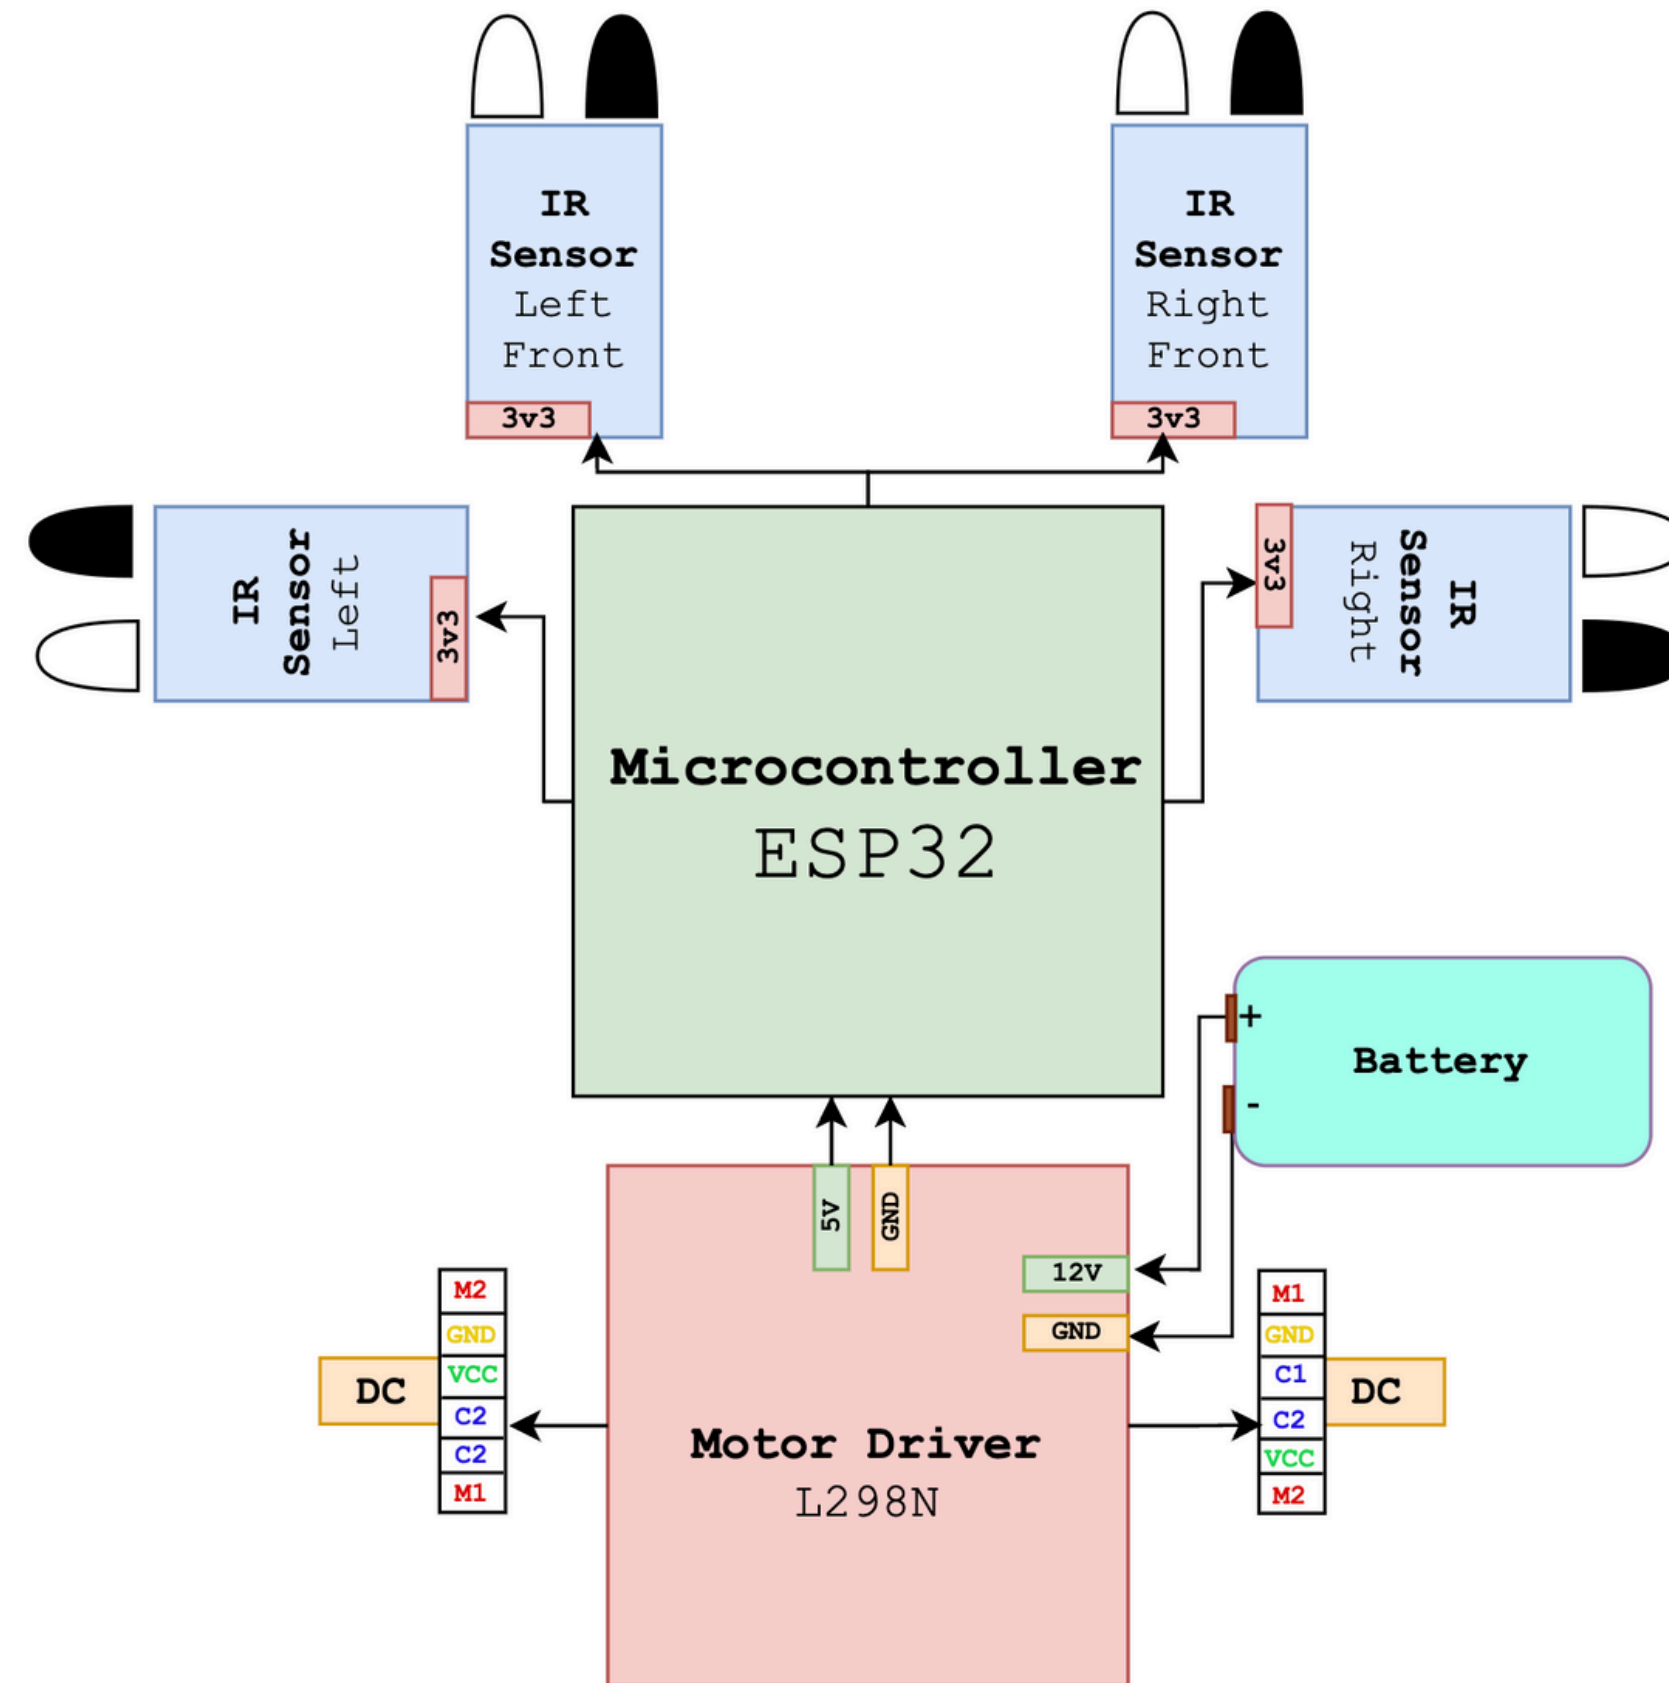 IR
Sensor
Left
Front
3v3
IR
Sensor
Right
Front
3v3
IR
Sensor
Left
3v3
3v3
IR
Sensor
Right
Microcontroller
ESP32
+
-
Battery
5V
GND
12V
GND
Motor Driver
L298N
M2
GND
VCC
C2
C2
M1
DC
M1
GND
C1
C2
VCC
M2
DC